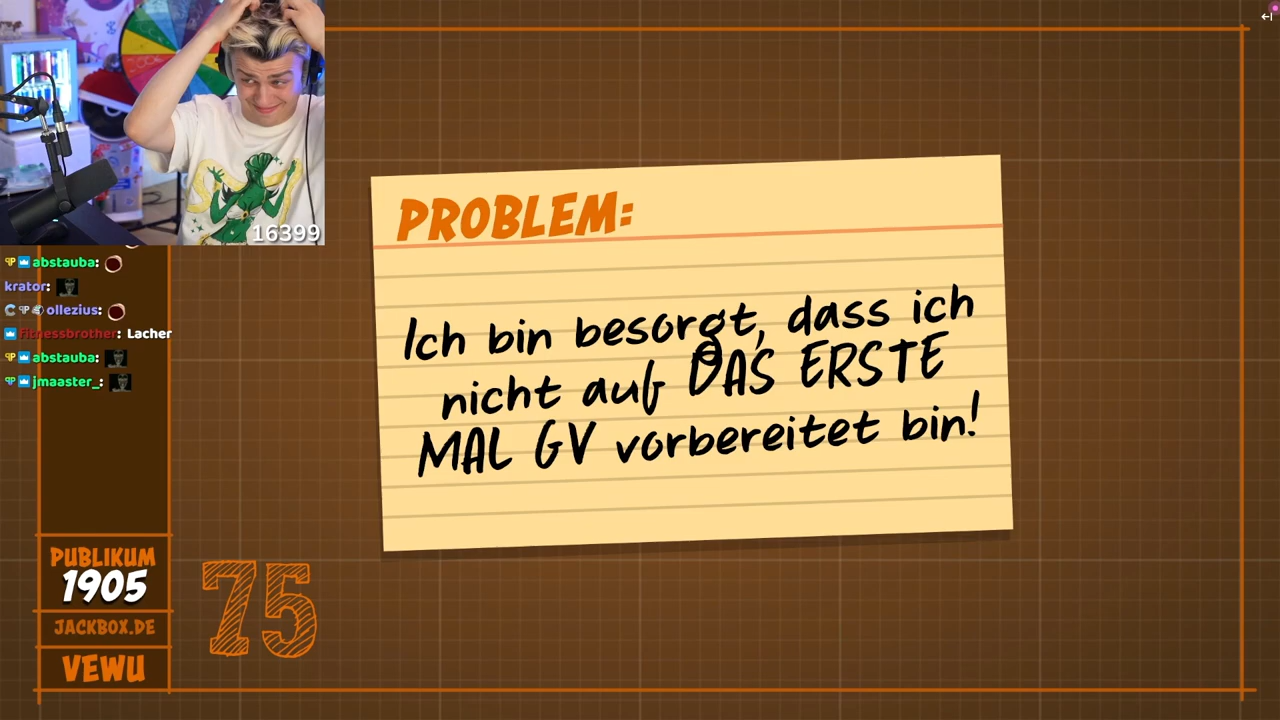 16399
abstauba:
krator:
ollezius:
fitnessbrother: Lacher
abstauba:
jmaaster_:
PROBLEM:
Ich bin besorgt, dass ich
nicht auf DAS ERSTE
MAL GV vorbereitet bin!
PUBLIKUM
1905
JACKBOX.DE
VEWU
75